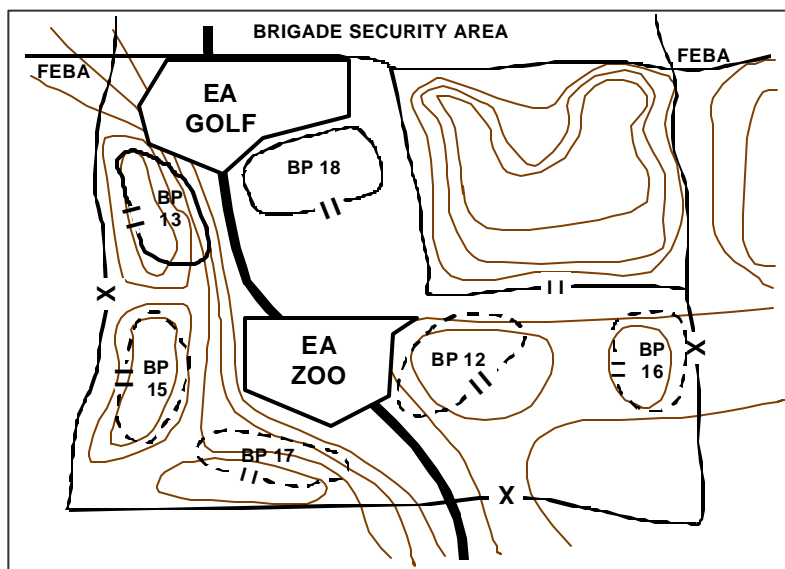 BRIGADE SECURITY AREA
FEBA
FEBA
EA
GOLF
BP 18
BP
13
X
EA
ZOO
BP 12
BP
16
X
BP
15
BP 17
X